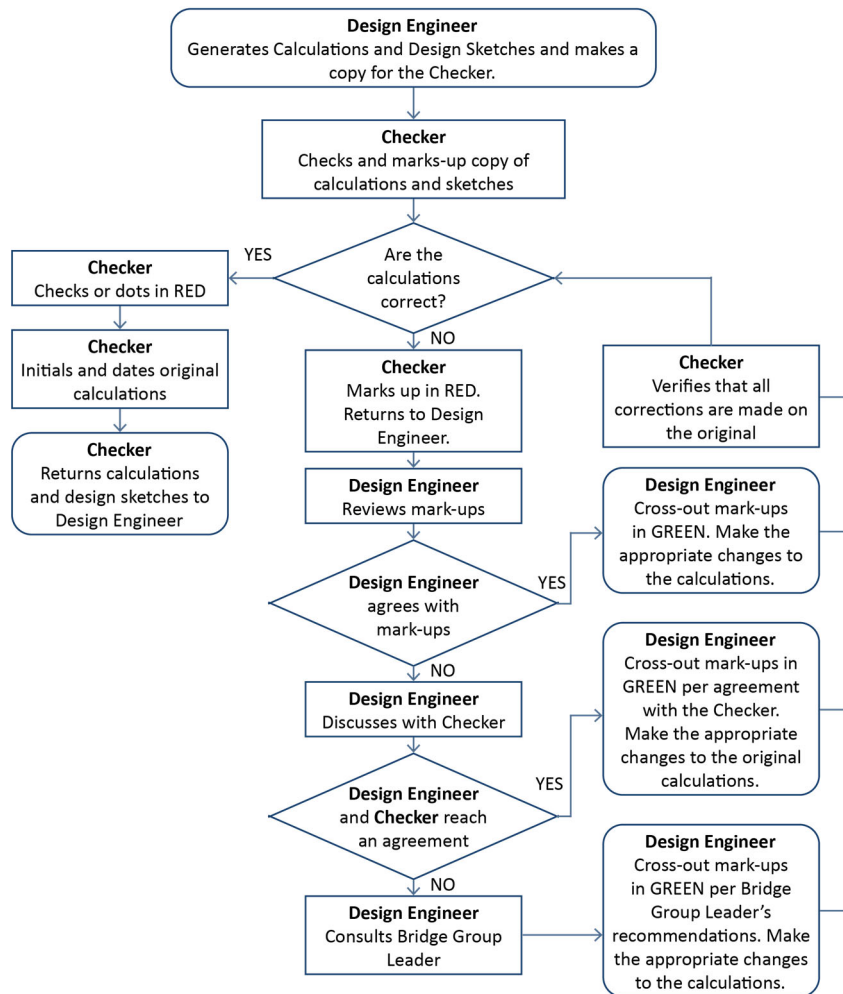 Design Engineer
Generates Calculations and Design Sketches and makes a
copy for the Checker.
Checker
Checks and marks-up copy of
calculations and sketches
Are the
calculations
correct?
YES
Checker
Checks or dots in RED
Checker
Initials and dates original
calculations
Checker
Returns calculations
and design sketches to
Design Engineer
NO
Checker
Marks up in RED.
Returns to Design
Engineer.
Design Engineer
Reviews mark-ups
Design Engineer
agrees with
mark-ups
YES
NO
Design Engineer
Discusses with Checker
Design Engineer
and Checker reach
an agreement
YES
NO
Design Engineer
Consults Bridge Group
Leader
Checker
Verifies that all
corrections are made on
the original
Design Engineer
Cross-out mark-ups
in GREEN. Make the
appropriate changes to
the calculations.
Design Engineer
Cross-out mark-ups in
GREEN per agreement
with the Checker.
Make the appropriate
changes to the original
calculations.
Design Engineer
Cross-out mark-ups
in GREEN per Bridge
Group Leader's
recommendations. Make
the appropriate changes
to the calculations.